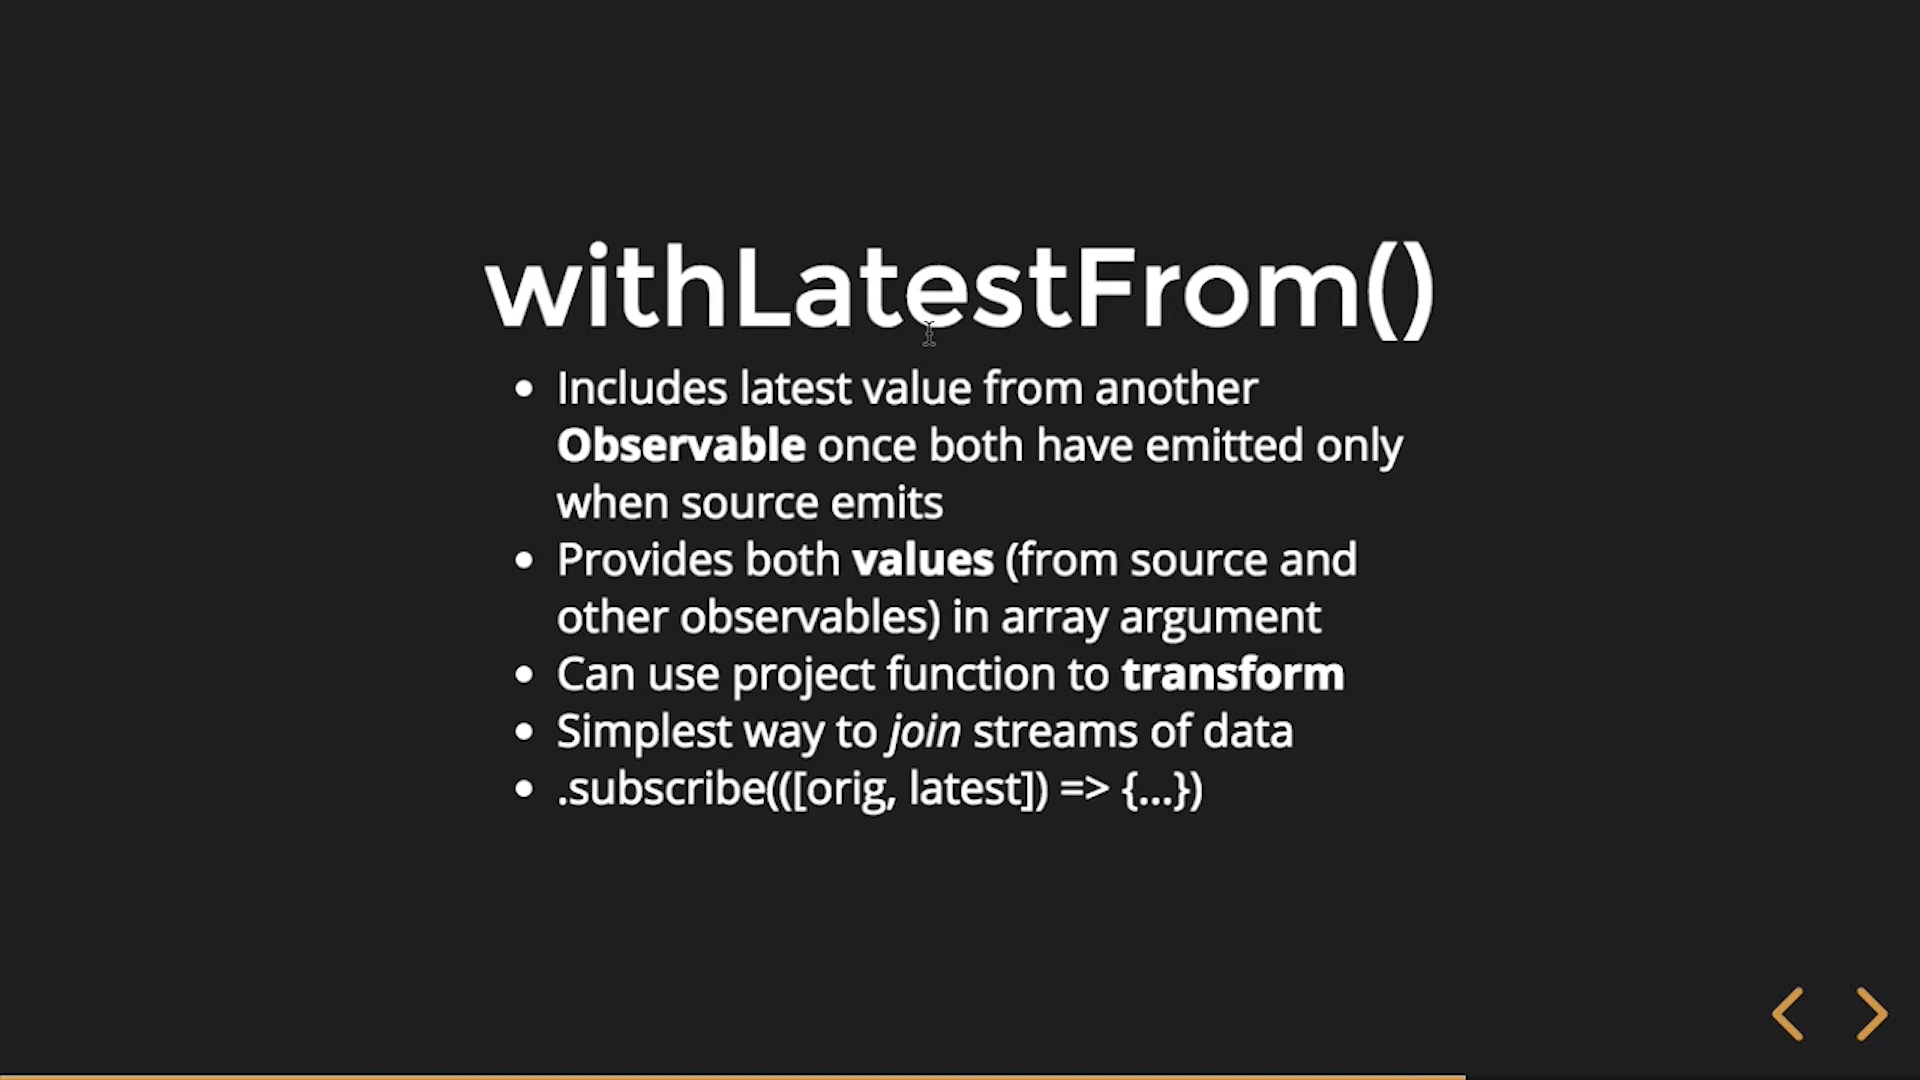 withLatestFrom()
• Includes latest value from another
Observable once both have emitted only
when source emits
• Provides both values (from source and
other observables) in array argument
• Can use project function to transform
• Simplest way to join streams of data
• .subscribe(([orig, latest]) => {...})